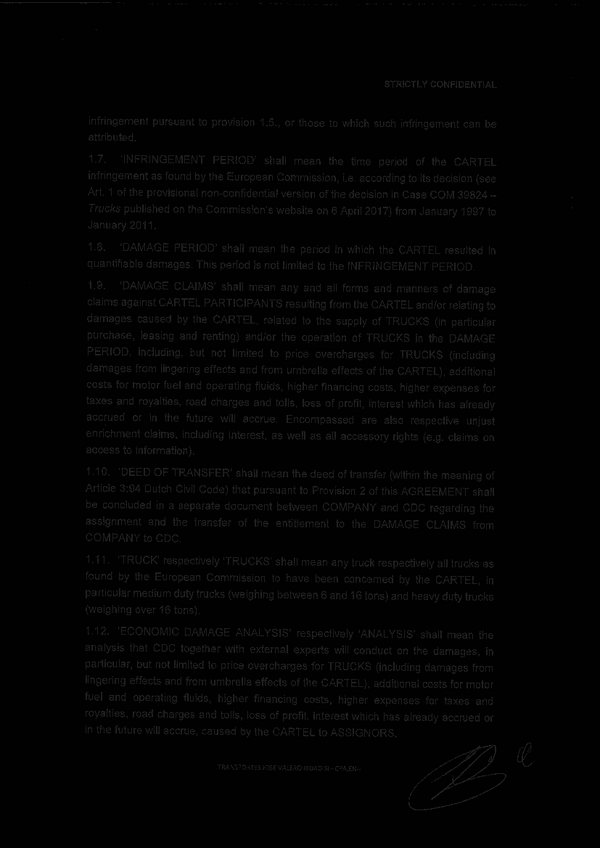 STRICTLY CONFIDENTIAL
infringement pursuant to provision 1.5., or those to which such infringement can be
attributed.
1.7. 'INFRINGEMENT PERIOD' shall mean the time period of the CARTEL
infringement as found by the European Commission, i.e. according to its decision (see
Art. 1 of the provisional non-confidential version of the decision in Case COM 39824 –
Trucks published on the Commission's website on 6 April 2017) from January 1997 to
January 2011.
1.8. 'DAMAGE PERIOD' shall mean the period in which the CARTEL resulted in
quantifiable damages. This period is not limited to the INFRINGEMENT PERIOD
1.9. 'DAMAGE CLAIMS' shall mean any and all forms and manners of damage
claims against CARTEL PARTICIPANTS resulting from the CARTEL and/or relating to
damages caused by the CARTEL, related to the supply of TRUCKS (in particular
purchase, leasing and renting) and/or the operation of TRUCKS in the DAMAGE
PERIOD, including, but not limited to price overcharges for TRUCKS (including
damages from lingering effects and from umbrella effects of the CARTEL), additional
costs for motor fuel and operating fluids, higher financing costs, higher expenses for
taxes and royalties, road charges and tolls, loss of profit, interest which has already
accrued or in the future will accrue. Encompassed are also respective unjust
enrichment claims, including interest, as well as all accessory rights (e.g. claims on
access to information).
1.10. 'DEED OF TRANSFER' shall mean the deed of transfer (within the meaning of
Article 3:94 Dutch Civil Code) that pursuant to Provision 2 of this AGREEMENT shall
be concluded in a separate document between COMPANY and CDC regarding the
assignment and the transfer of the entitlement to the DAMAGE CLAIMS from
COMPANY to CDC.
1.11. 'TRUCK' respectively 'TRUCKS' shall mean any truck respectively all trucks as
found by the European Commission to have been concerned by the CARTEL, in
particular medium duty trucks (weighing between 6 and 16 tons) and heavy duty trucks
(weighing over 16 tons).
1.12. 'ECONOMIC DAMAGE ANALYSIS' respectively 'ANALYSIS' shall mean the
analysis that CDC together with external experts will conduct on the damages, in
particular, but not limited to price overcharges for TRUCKS (including damages from
lingering effects and from umbrella effects of the CARTEL), additional costs for motor
fuel and operating fluids, higher financing costs, higher expenses for taxes and
royalties, road charges and tolls, loss of profit, interest which has already accrued or
in the future will accrue, caused by the CARTEL to ASSIGNORS.